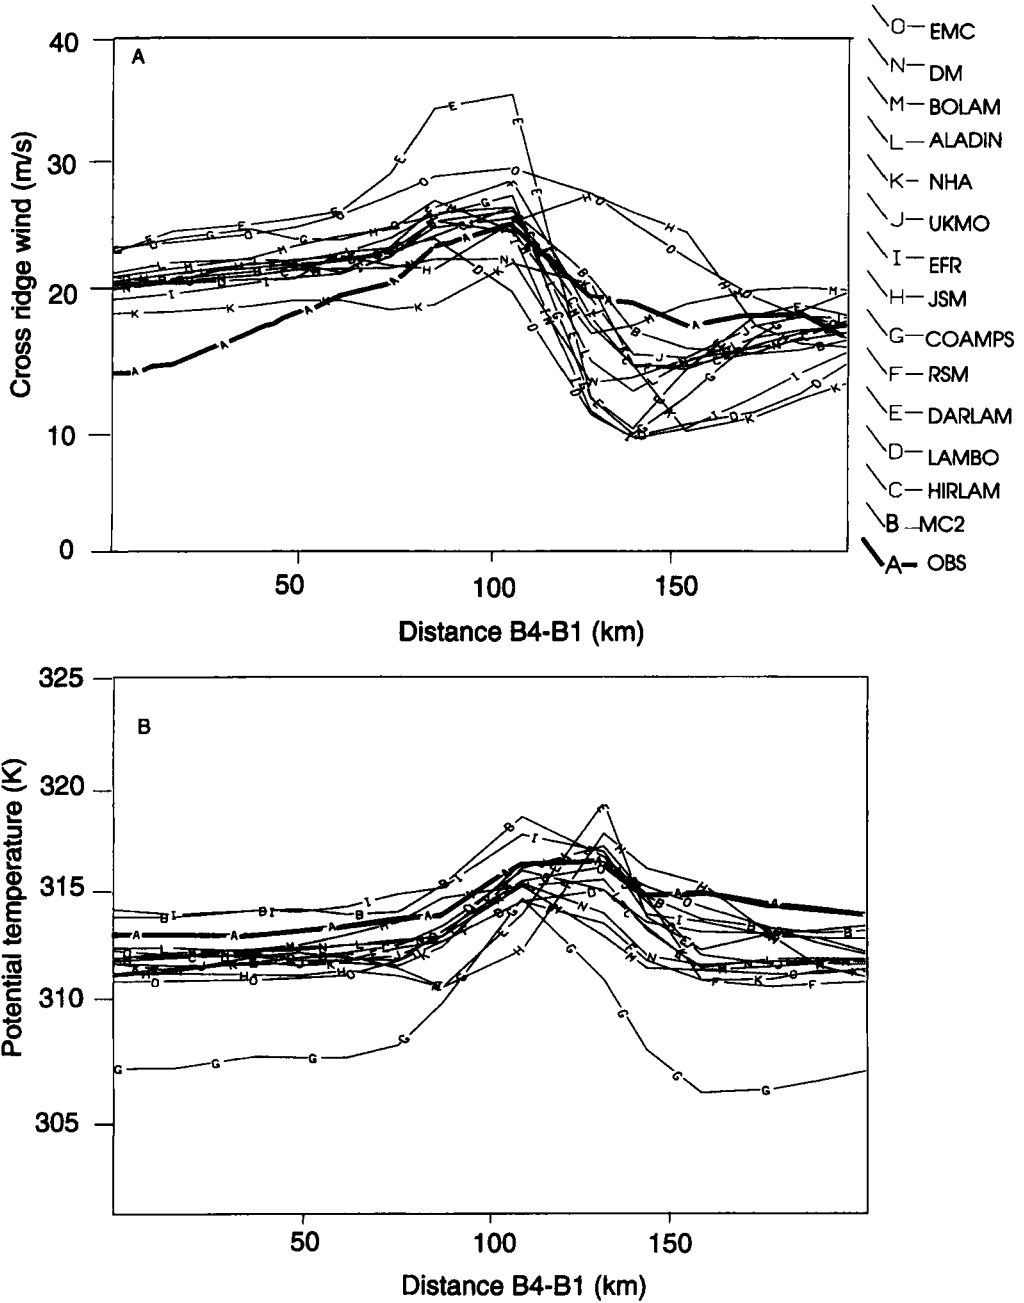 40
30
20
10
0
Cross ridge wind (m/s)
A
50
100
150
Distance B4-B1 (km)
O EMC
N DM
M BOLAM
L ALADIN
K NHA
J UKMO
I EFR
H JSM
G COAMPS
F RSM
E DARLAM
D LAMBO
C HIRLAM
B MC2
A OBS
325
320
315
310
305
Potential temperature (K)
B
50
100
150
Distance B4-B1 (km)